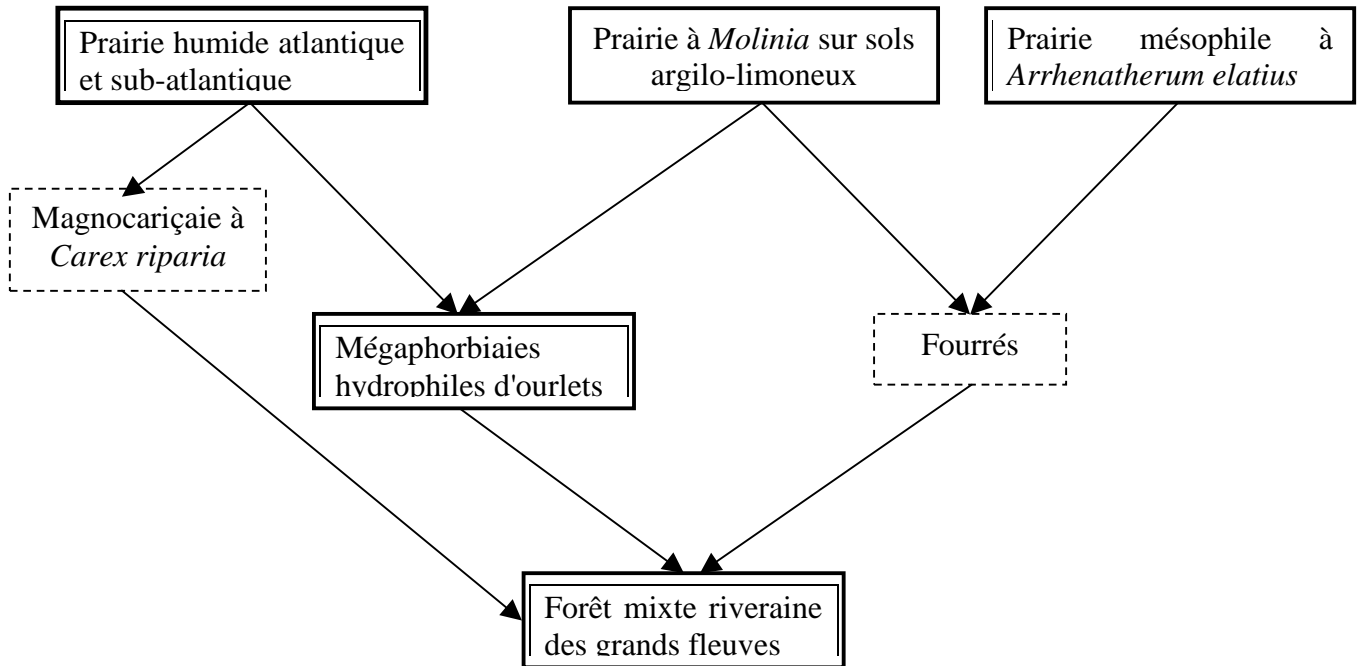 Prairie humide atlantique
et sub-atlantique
Prairie à Molinia sur sols
argilo-limoneux
Prairie mésophile à
Arrhenatherum elatius
Magnocariçaie à
Carex riparia
Mégaphorbiaies
hydrophiles d'ourlets
Fourrés
Forêt mixte riveraine
des grands fleuves